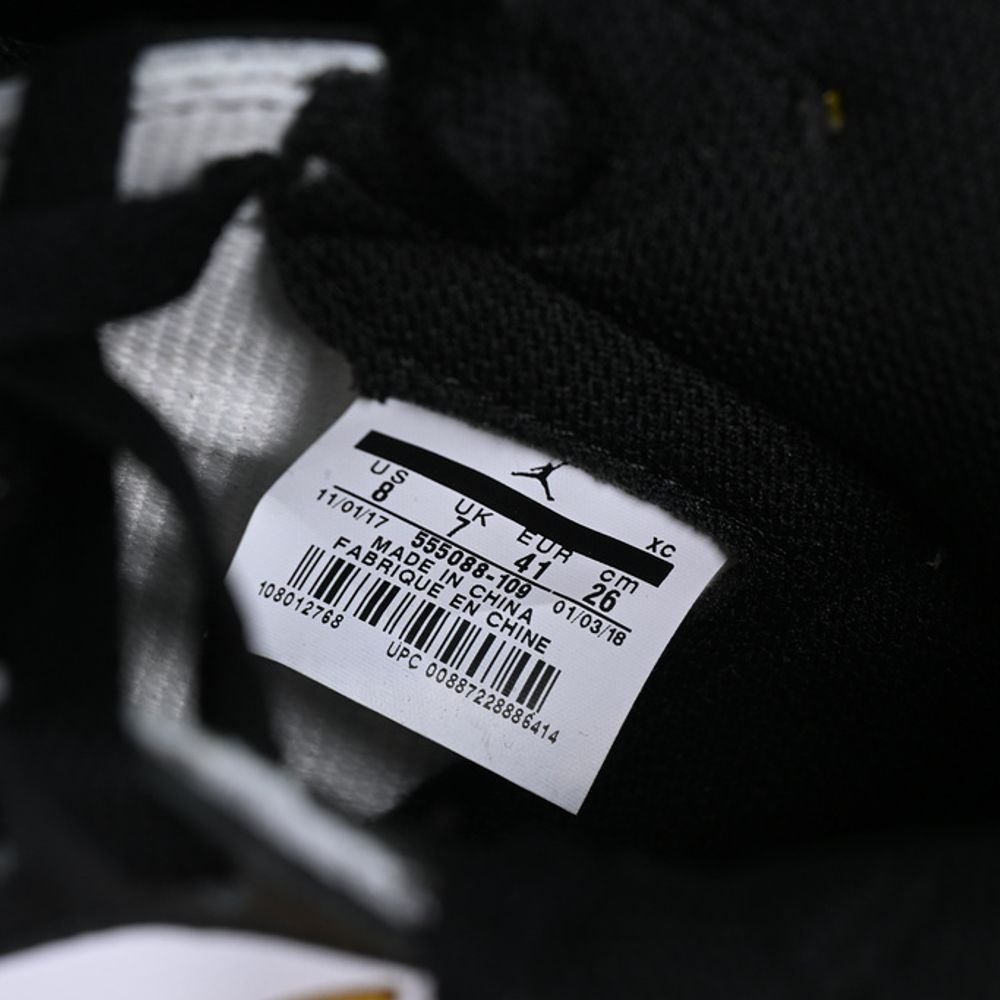 XC
US UK EUR cm
8 7 41 26
11/01/17 555088-109 01/03/18
MADE IN CHINA
FABRIQUE EN CHINE
108012768
UPC 00887228886414